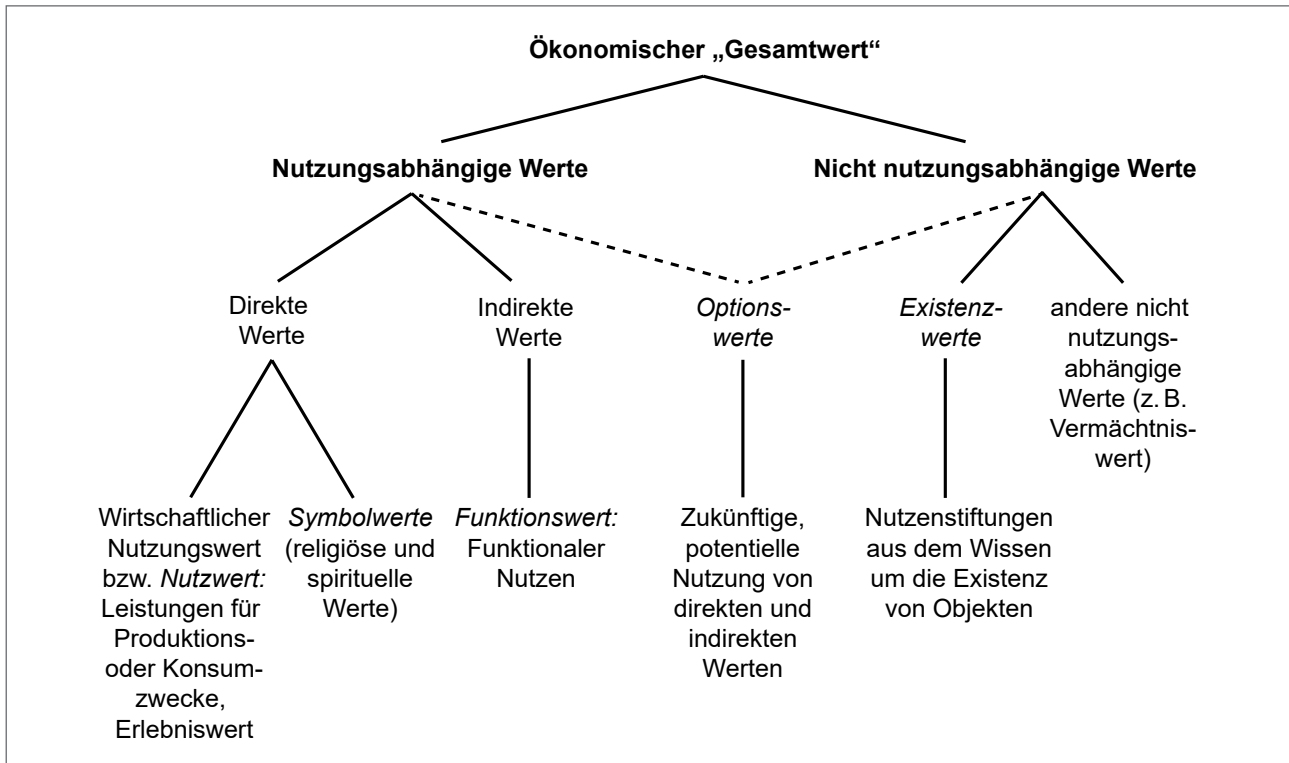 Ökonomischer „Gesamtwert“
Nutzungsabhängige Werte
Nicht nutzungsabhängige Werte
Direkte
Werte
Indirekte
Werte
Options-
werte
Existenz-
werte
andere nicht
nutzungs-
abhängige
Werte (z. B.
Vermächtnis-
wert)
Wirtschaftlicher
Nutzungswert
bzw. Nutzwert:
Leistungen für
Produktions-
oder Konsum-
zwecke,
Erlebniswert
Symbolwerte
(religiöse und
spirituelle
Werte)
Funktionswert:
Funktionaler
Nutzen
Zukünftige,
potentielle
Nutzung von
direkten und
indirekten
Werten
Nutzenstiftungen
aus dem Wissen
um die Existenz
von Objekten